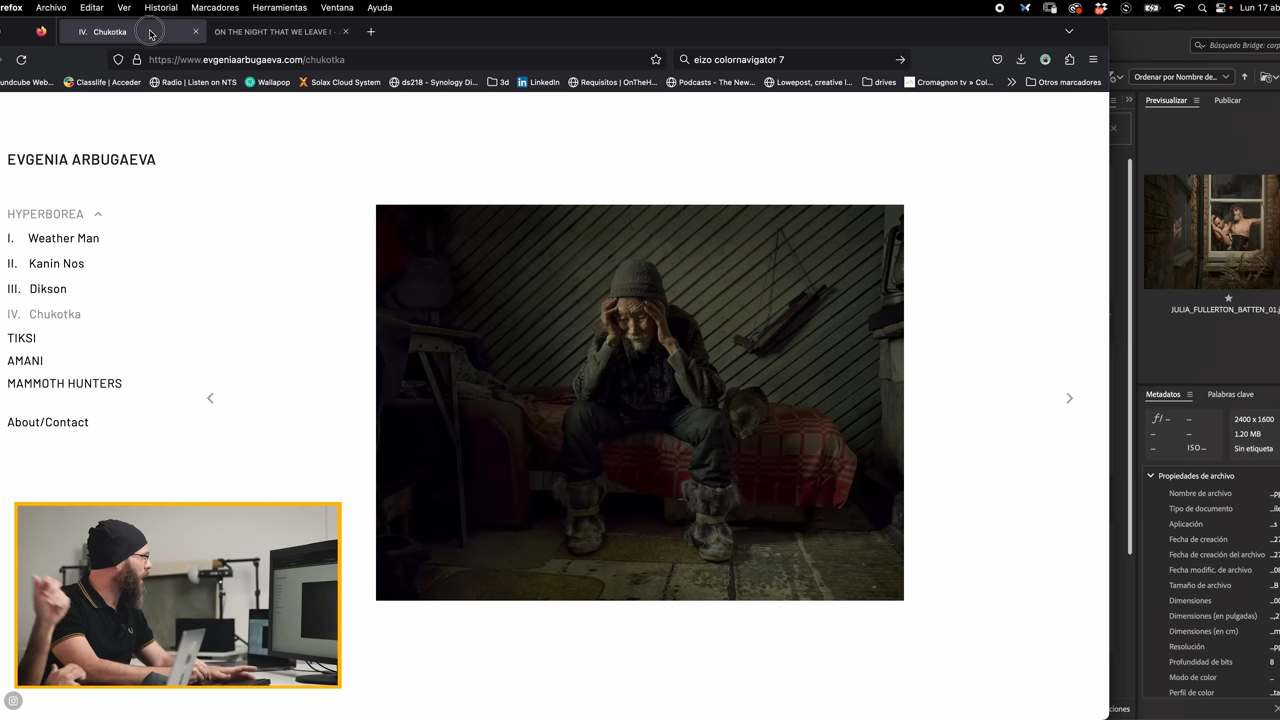 refox Archivo Editar Ver Historial Marcadores Herramientas Ventana Ayuda Lun 17 ab
IV. Chukotka
ON THE NIGHT THAT WE LEAVE I -
https://www.evgeniaarbugaeva.com/chukotka
eizo colornavigator 7
undcube Web... Classlife | Acceder Radio | Listen on NTS Wallapop Solax Cloud System ds218 - Synology Di... 3d LinkedIn Requisitos | OnTheH... Podcasts - The New... Lowepost, creative l... drives Cromagnon tv » Col... Otros marcadores
EVGENIA ARBUGAEVA
HYPERBOREA
I. Weather Man
II. Kanin Nos
III. Dikson
IV. Chukotka
TIKSI
AMANI
MAMMOTH HUNTERS
About/Contact
Búsqueda Bridge: carp
Ordenar por Nombre de...
Previsualizar Publicar
JULIA_FULLERTON_BATTEN_01.j
Metadatos Palabras clave
f/ -- --
-- --
-- ISO--
2400 x 1600
1.20 MB
Sin etiqueta
Propiedades de archivo
Nombre de archivo
Tipo de documento
Aplicación
Fecha de creación
Fecha de creación del archivo
Fecha modific. de archivo
Tamaño de archivo
Dimensiones
Dimensiones (en pulgadas)
Dimensiones (en cm)
Resolución
Profundidad de bits 8
Modo de color
Perfil de color
ciones